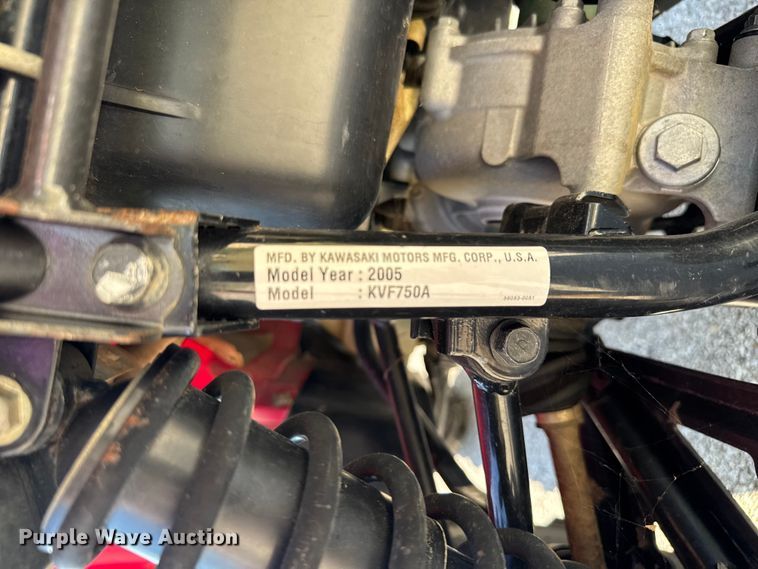 MFD. BY KAWASAKI MOTORS MFG. CORP., U.S.A.
Model Year : 2005
Model : KVF750A
Purple Wave Auction